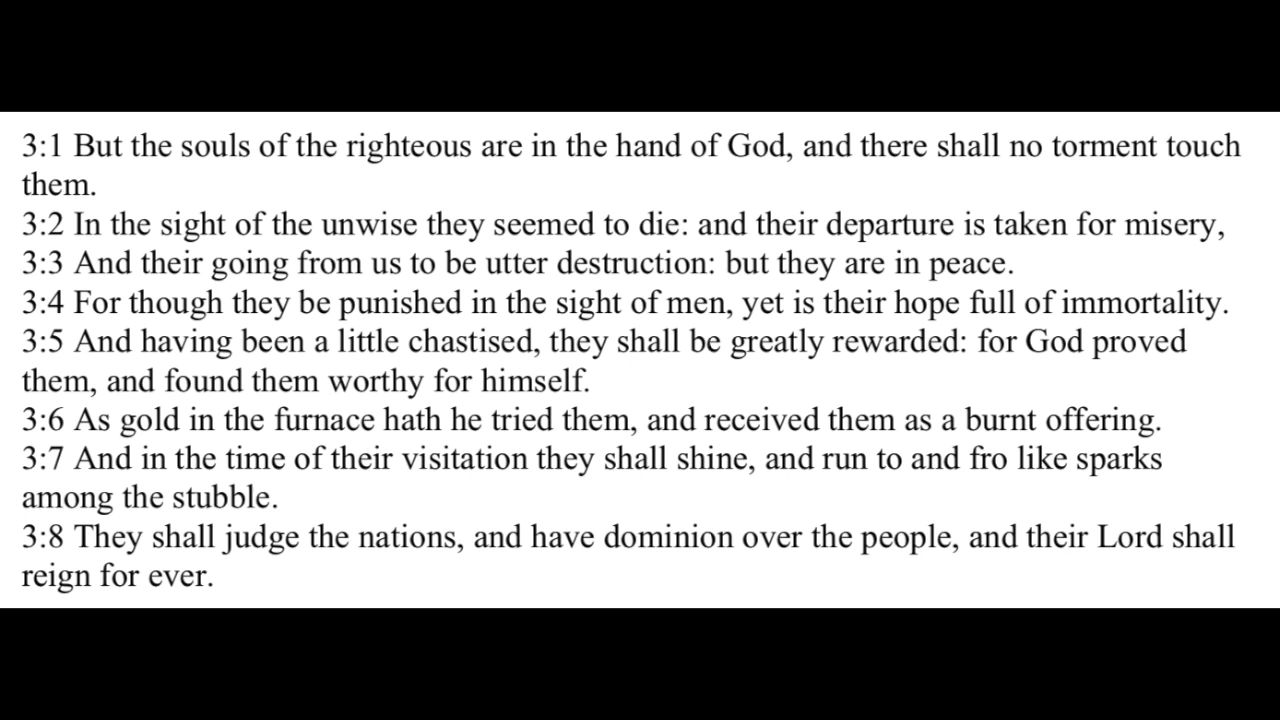 3:1 But the souls of the righteous are in the hand of God, and there shall no torment touch
them.
3:2 In the sight of the unwise they seemed to die: and their departure is taken for misery,
3:3 And their going from us to be utter destruction: but they are in peace.
3:4 For though they be punished in the sight of men, yet is their hope full of immortality.
3:5 And having been a little chastised, they shall be greatly rewarded: for God proved
them, and found them worthy for himself.
3:6 As gold in the furnace hath he tried them, and received them as a burnt offering.
3:7 And in the time of their visitation they shall shine, and run to and fro like sparks
among the stubble.
3:8 They shall judge the nations, and have dominion over the people, and their Lord shall
reign for ever.